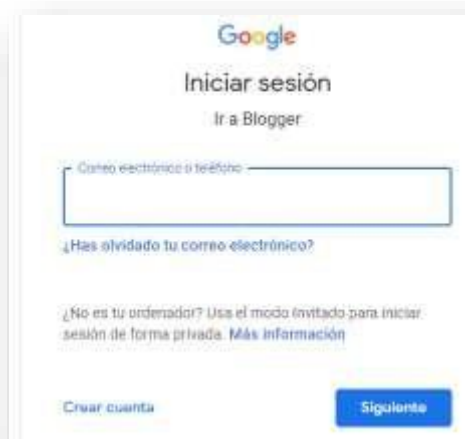 Google
Iniciar sesión
Ir a Blogger
Correo electrónico o teléfono
¿Has olvidado tu correo electrónico?
¿No es tu ordenador? Usa el modo invitado para iniciar
sesión de forma privada. Más información
Crear cuenta
Siguiente